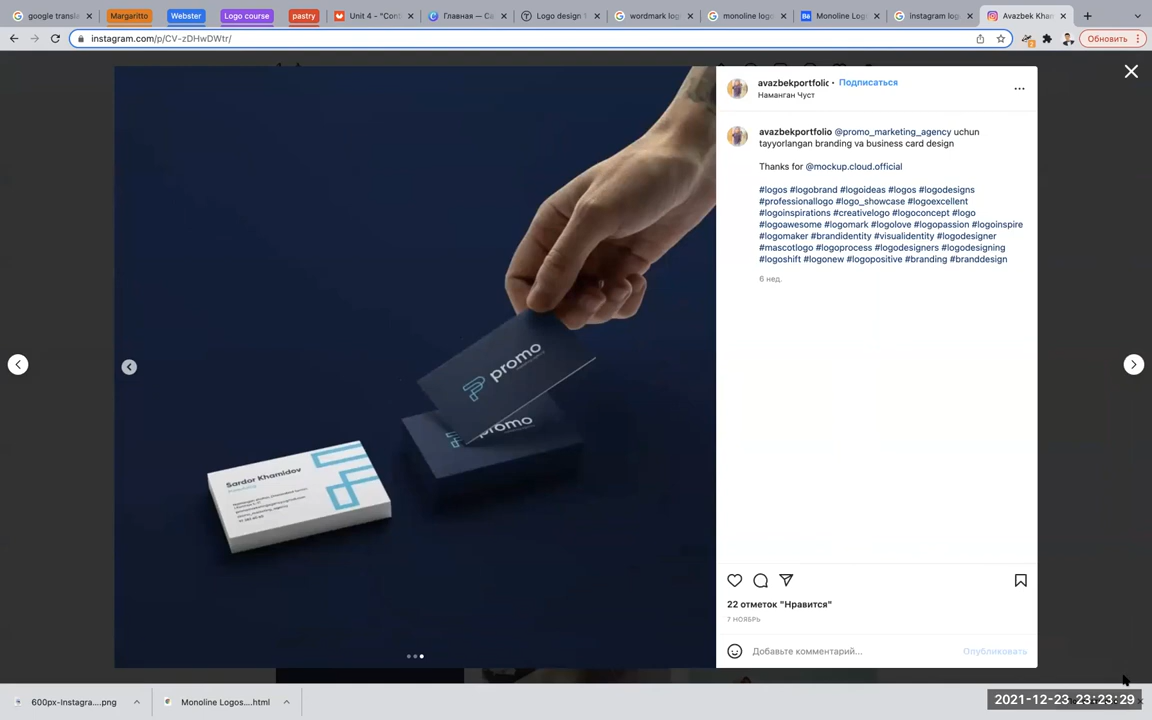 google transl
Margaritto
Webster
Logo course
pastry
Unit 4 - "Cont
Главная — Ca
Logo design T
wordmark log
monoline logo
Monoline Log
instagram log
Avazbek Khan
instagram.com/p/CV-zDHwDWtr/
Обновить
avazbekportfolio • Подписаться
Наманган Чуст
avazbekportfolio @promo_marketing_agency uchun
tayyorlangan branding va business card design
Thanks for @mockup.cloud.official
#logos #logobrand #logoideas #logos #logodesigns
#professionallogo #logo_showcase #logoexcellent
#logoinspirations #creativelogo #logoconcept #logo
#logoawesome #logomark #logolove #logopassion #logoinspire
#logomaker #brandidentity #visualidentity #logodesigner
#mascotlogo #logoprocess #logodesigners #logodesigning
#logoshift #logonew #logopositive #branding #branddesign
6 нед.
promo
promo
Sardor Khamidov
22 отметок "Нравится"
7 НОЯБРЬ
Добавьте комментарий...
Опубликовать
600px-Instagra....png
Monoline Logos....html
2021-12-23 23:23:29